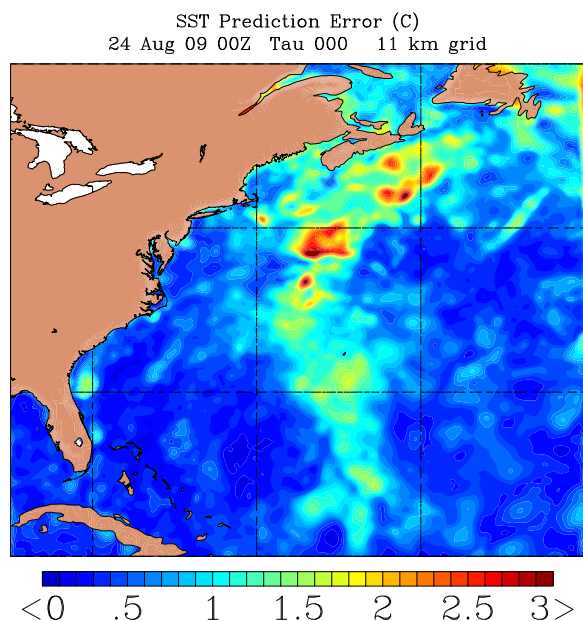 SST Prediction Error (C)
24 Aug 09 00Z Tau 000 11 km grid
<0 .5 1 1.5 2 2.5 3>